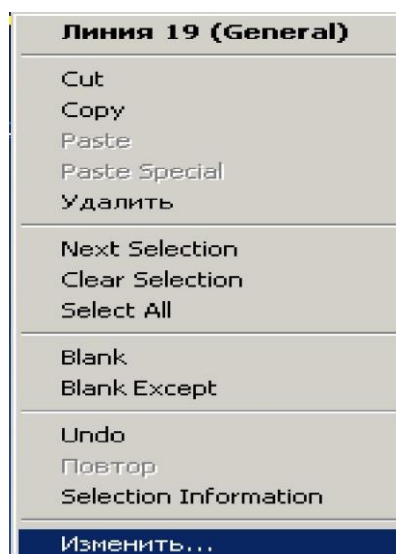 Линия 19 (General)
Cut
Copy
Paste
Paste Special
Удалить
Next Selection
Clear Selection
Select All
Blank
Blank Except
Undo
Повтор
Selection Information
Изменить...